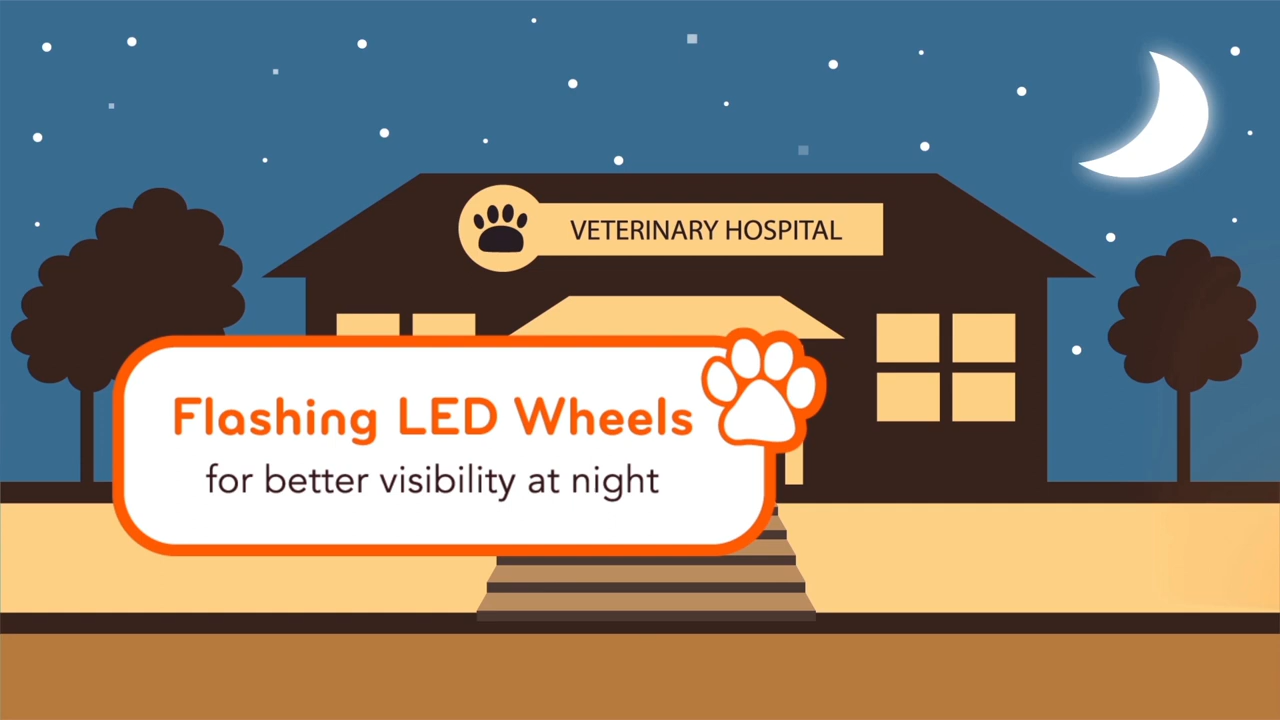 VETERINARY HOSPITAL
Flashing LED Wheels
for better visibility at night